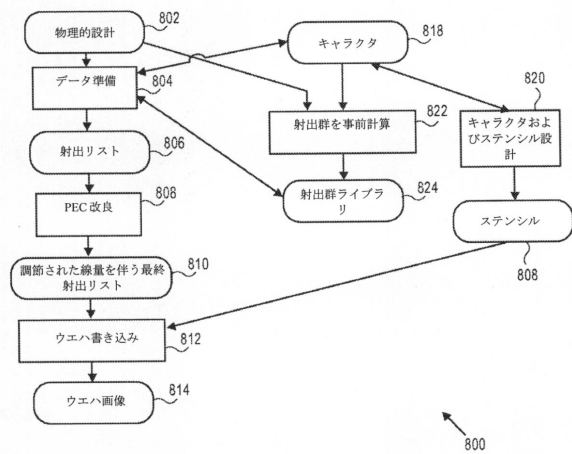 物理的設計
802
データ準備
804
射出リスト
806
PEC 改良
808
調節された線量を伴う最終
射出リスト
810
ウエハ書き込み
812
ウエハ画像
814
キャラクタ
818
射出群を事前計算
822
射出群ライブラ
リ
824
820
キャラクタおよ
びステンシル設
計
ステンシル
808
800